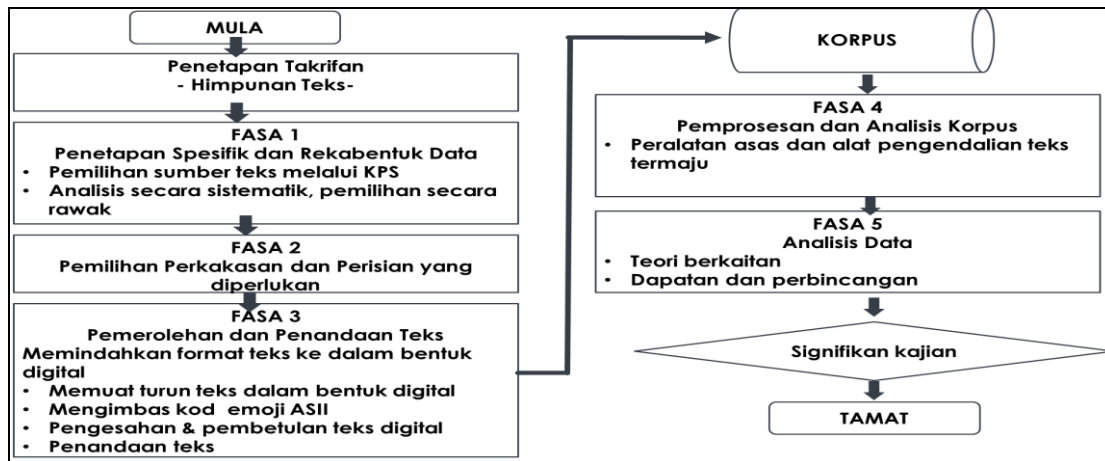 MULA
Penetapan Takrifan
- Himpunan Teks-
FASA 1
Penetapan Spesifik dan Rekabentuk Data
• Pemilihan sumber teks melalui KPS
• Analisis secara sistematik, pemilihan secara
rawak
FASA 2
Pemilihan Perkakasan dan Perisian yang
diperlukan
FASA 3
Pemerolehan dan Penandaan Teks
Memindahkan format teks ke dalam bentuk
digital
• Memuat turun teks dalam bentuk digital
• Mengimbas kod emoji ASII
• Pengesahan & pembetulan teks digital
• Penandaan teks
KORPUS
FASA 4
Pemprosesan dan Analisis Korpus
• Peralatan asas dan alat pengendalian teks
termaju
FASA 5
Analisis Data
• Teori berkaitan
• Dapatan dan perbincangan
Signifikan kajian
TAMAT